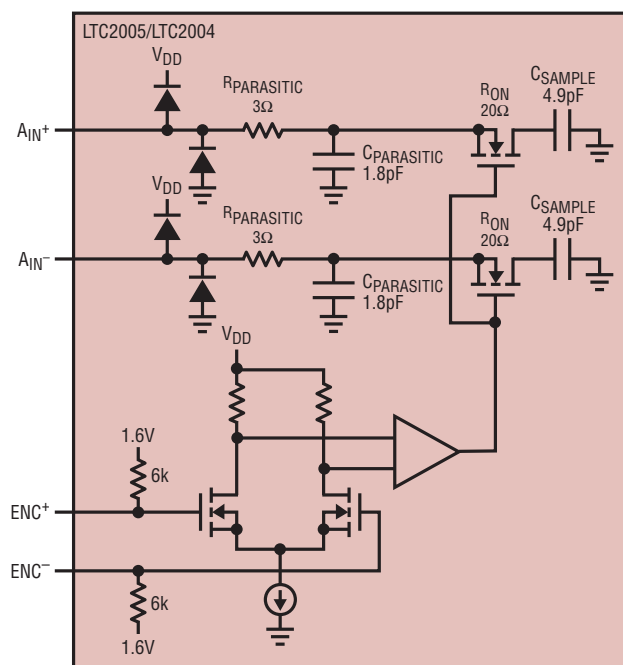 LTC2005/LTC2004
VDD
RPARASITIC
3Ω
RON
20Ω
CSAMPLE
4.9pF
AIN+
CPARASITIC
1.8pF
VDD
RPARASITIC
3Ω
RON
20Ω
CSAMPLE
4.9pF
AIN–
CPARASITIC
1.8pF
VDD
1.6V
6k
ENC+
ENC–
6k
1.6V